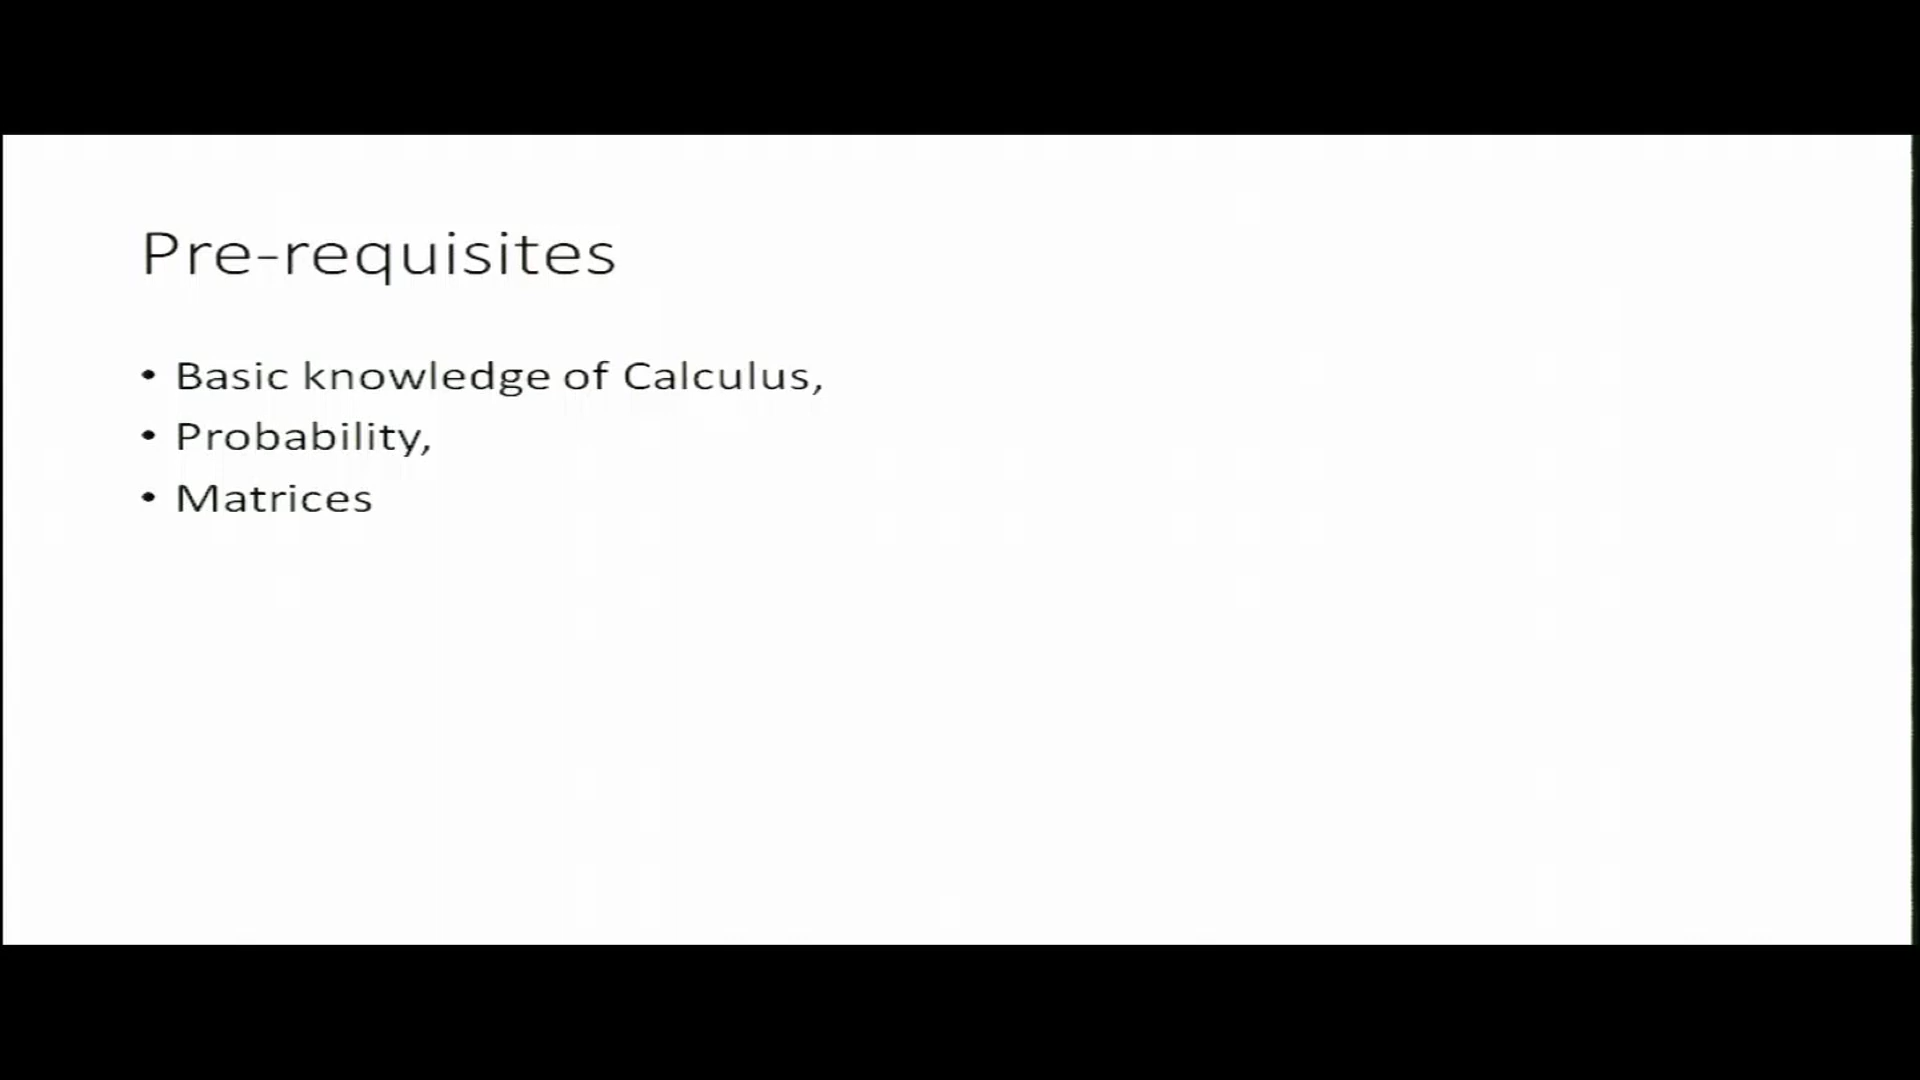 Pre-requisites
• Basic knowledge of Calculus,
• Probability,
• Matrices